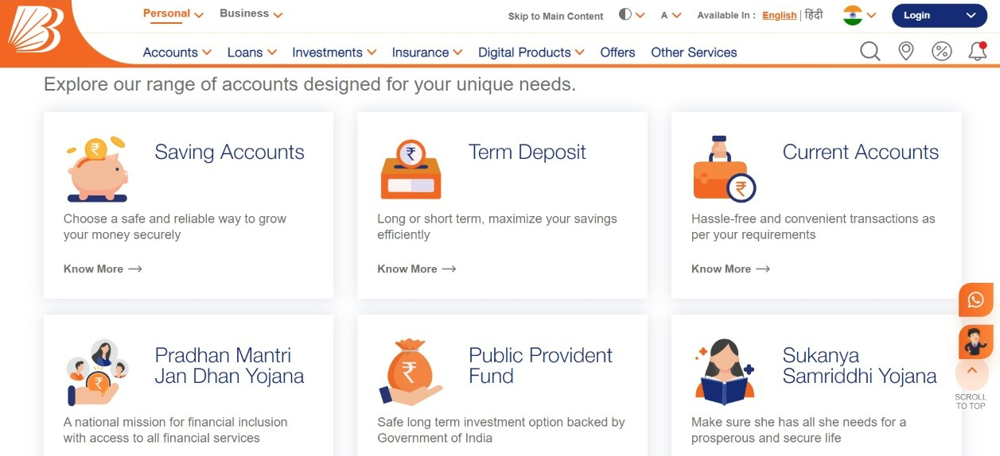 Personal
Business
Skip to Main Content
A
Available In : English | हिंदी
Login
Accounts
Loans
Investments
Insurance
Digital Products
Offers
Other Services
Explore our range of accounts designed for your unique needs.
Saving Accounts
Choose a safe and reliable way to grow
your money securely
Know More
Term Deposit
Long or short term, maximize your savings
efficiently
Know More
Current Accounts
Hassle-free and convenient transactions as
per your requirements
Know More
Pradhan Mantri
Jan Dhan Yojana
A national mission for financial inclusion
with access to all financial services
Public Provident
Fund
Safe long term investment option backed by
Government of India
Sukanya
Samriddhi Yojana
Make sure she has all she needs for a
prosperous and secure life
SCROLL
TO TOP